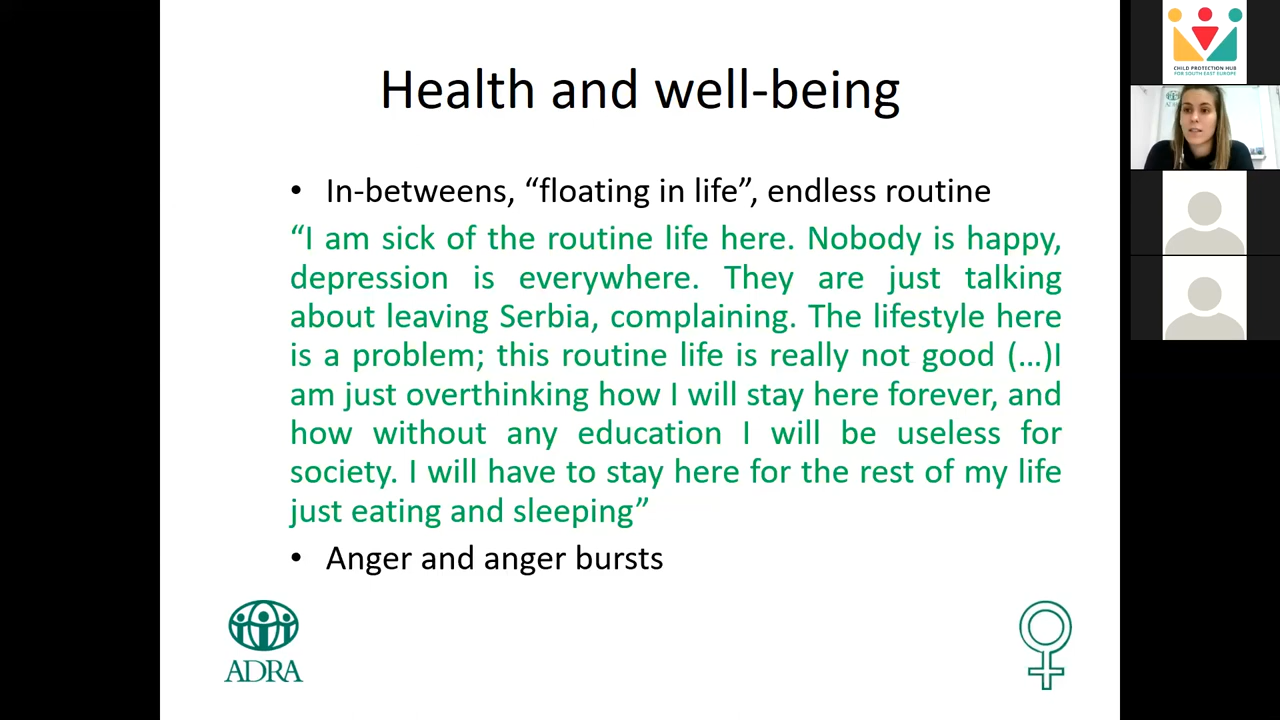 Health and well-being
• In-betweens, “floating in life”, endless routine
“I am sick of the routine life here. Nobody is happy,
depression is everywhere. They are just talking
about leaving Serbia, complaining. The lifestyle here
is a problem; this routine life is really not good (...)I
am just overthinking how I will stay here forever, and
how without any education I will be useless for
society. I will have to stay here for the rest of my life
just eating and sleeping”
• Anger and anger bursts
ADRA
CHILD PROTECTION HUB
FOR SOUTH EAST EUROPE